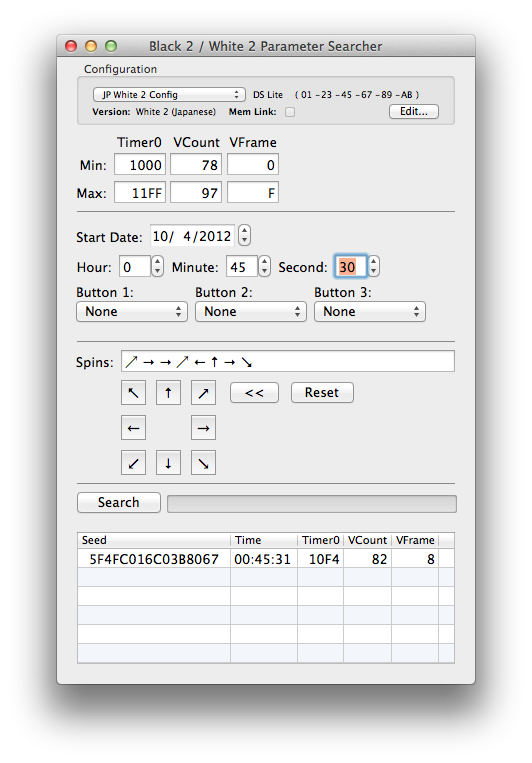 Black 2 / White 2 Parameter Searcher
Configuration
JP White 2 Config DS Lite ( 01 -23 -45 -67 -89 -AB )
Version: White 2 (Japanese) Mem Link: Edit...
Timer0 VCount VFrame
Min: 1000 78 0
Max: 11FF 97 F
Start Date: 10/ 4/2012
Hour: 0 Minute: 45 Second: 30
Button 1: Button 2: Button 3:
None None None
Spins: ↗ → → ↗ ← ↑ → ↘
↖ ↑ ↗ << Reset
← →
↙ ↓ ↘
Search
Seed Time Timer0 VCount VFrame
5F4FC016C03B8067 00:45:31 10F4 82 8